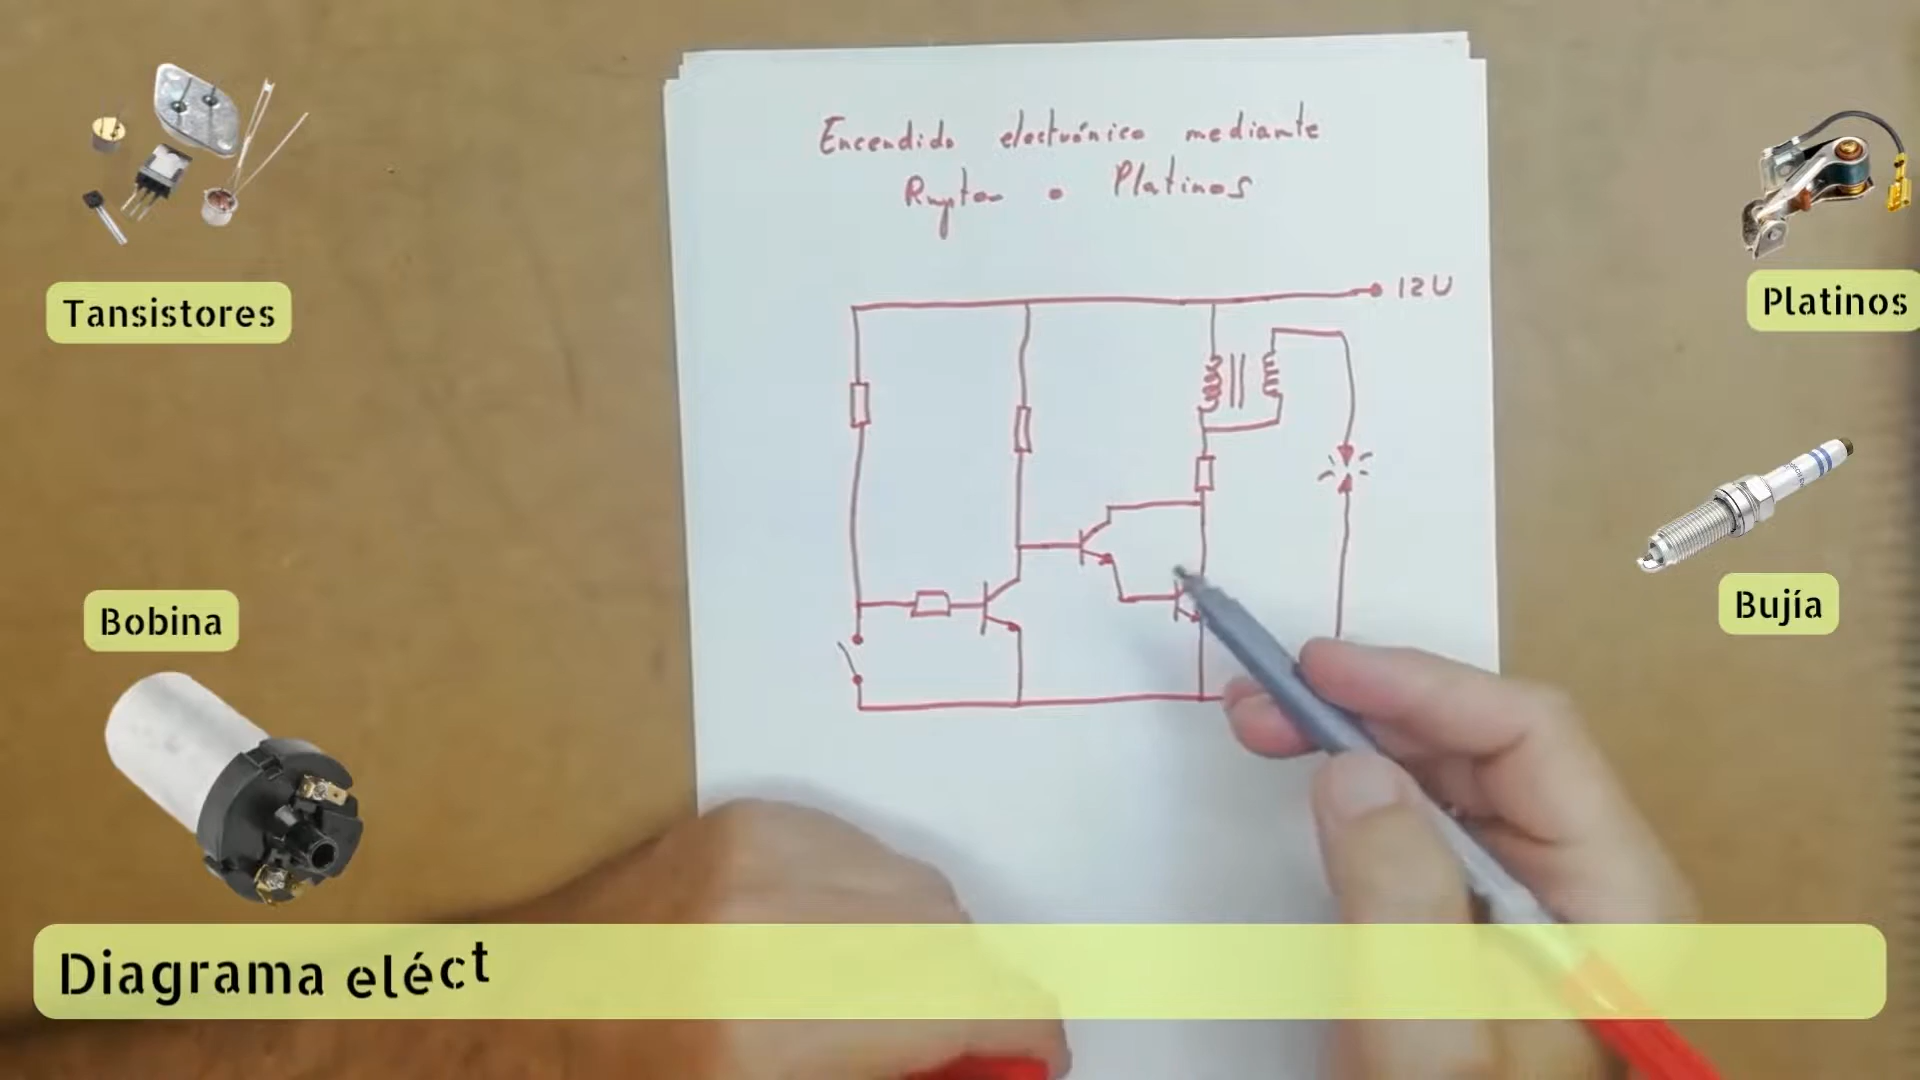 Encendido electrónico mediante
Ruptor o Platinos
12V
Tansistores
Platinos
Bobina
Bujía
Diagrama eléct